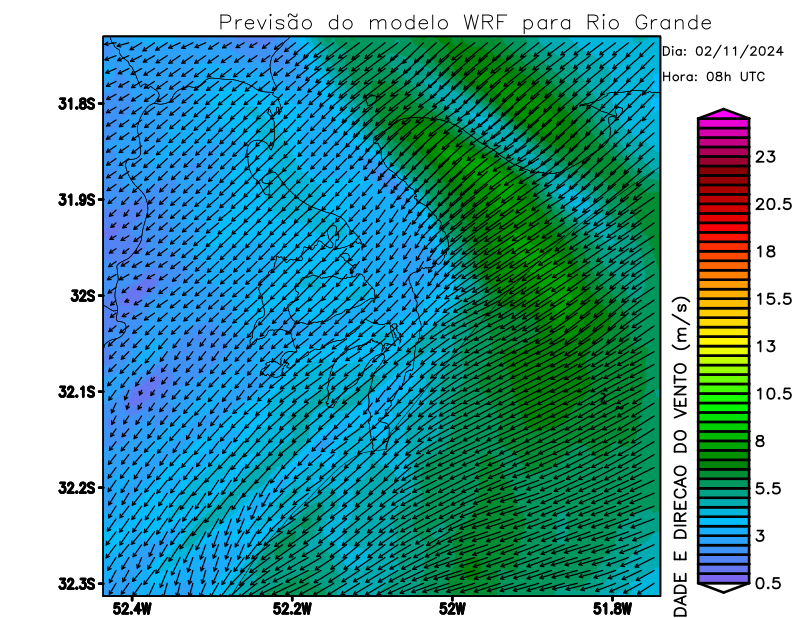 Previsão do modelo WRF para Rio Grande
Dia: 02/11/2024
Hora: 08h UTC
31.8S
31.9S
32S
32.1S
32.2S
32.3S
52.4W
52.2W
52W
51.8W
23
20.5
18
15.5
13
10.5
8
5.5
3
0.5
DADE E DIRECAO DO VENTO (m/s)